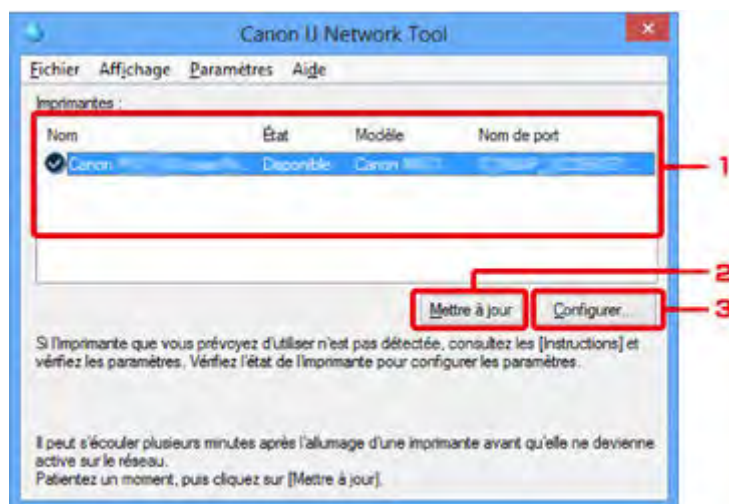 Canon IJ Network Tool
Fichier Affichage Paramètres Aide
Imprimantes :
Nom État Modèle Nom de port
Canon Disponible Canon
1
2
Mettre à jour Configurer...
3
Si l'imprimante que vous prévoyez d'utiliser n'est pas détectée, consultez les [Instructions] et
vérifiez les paramètres. Vérifiez l'état de l'imprimante pour configurer les paramètres.
Il peut s'écouler plusieurs minutes après l'allumage d'une imprimante avant qu'elle ne devienne
active sur le réseau.
Patientez un moment, puis cliquez sur [Mettre à jour].